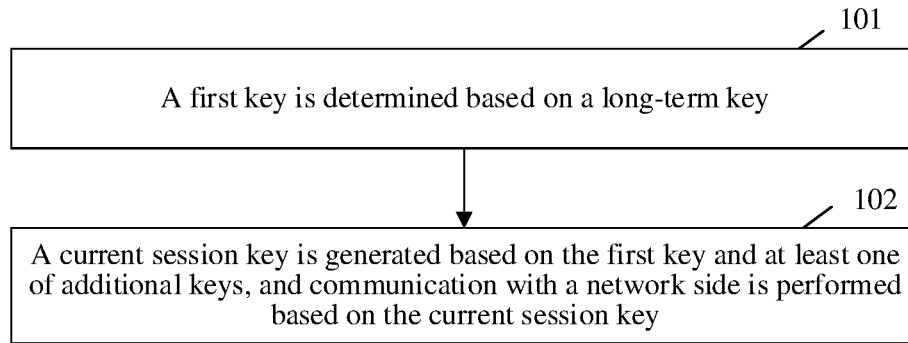 101
A first key is determined based on a long-term key
102
A current session key is generated based on the first key and at least one
of additional keys, and communication with a network side is performed
based on the current session key